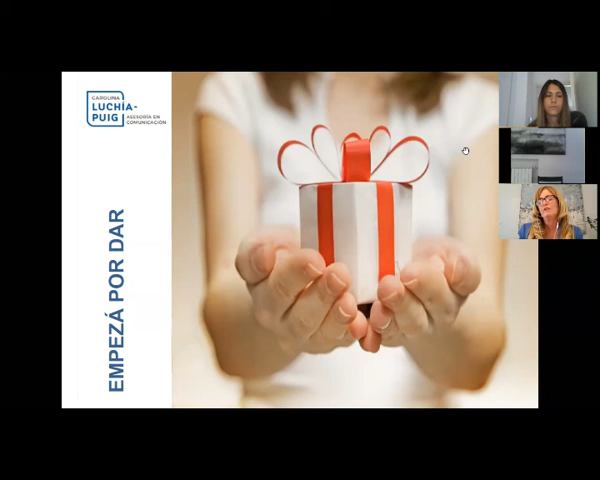 CAROLINA
LUCHÍA-
PUIG
ASESORÍA EN
COMUNICACIÓN
EMPEZÁ POR DAR